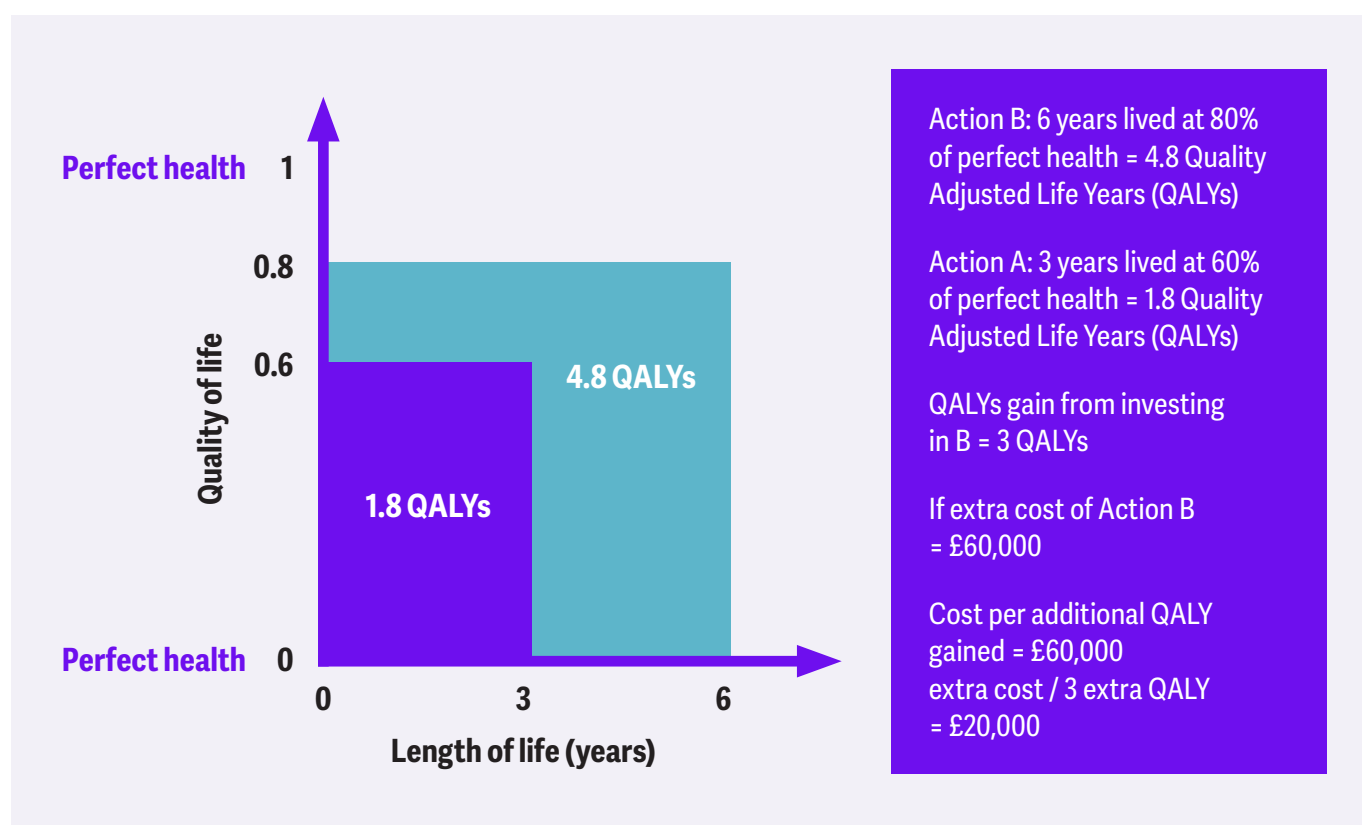 Perfect health 1
0.8
0.6
Quality of life
4.8 QALYs
1.8 QALYs
Perfect health 0
0 3 6
Length of life (years)
Action B: 6 years lived at 80%
of perfect health = 4.8 Quality
Adjusted Life Years (QALYs)
Action A: 3 years lived at 60%
of perfect health = 1.8 Quality
Adjusted Life Years (QALYs)
QALYs gain from investing
in B = 3 QALYs
If extra cost of Action B
= £60,000
Cost per additional QALY
gained = £60,000
extra cost / 3 extra QALY
= £20,000